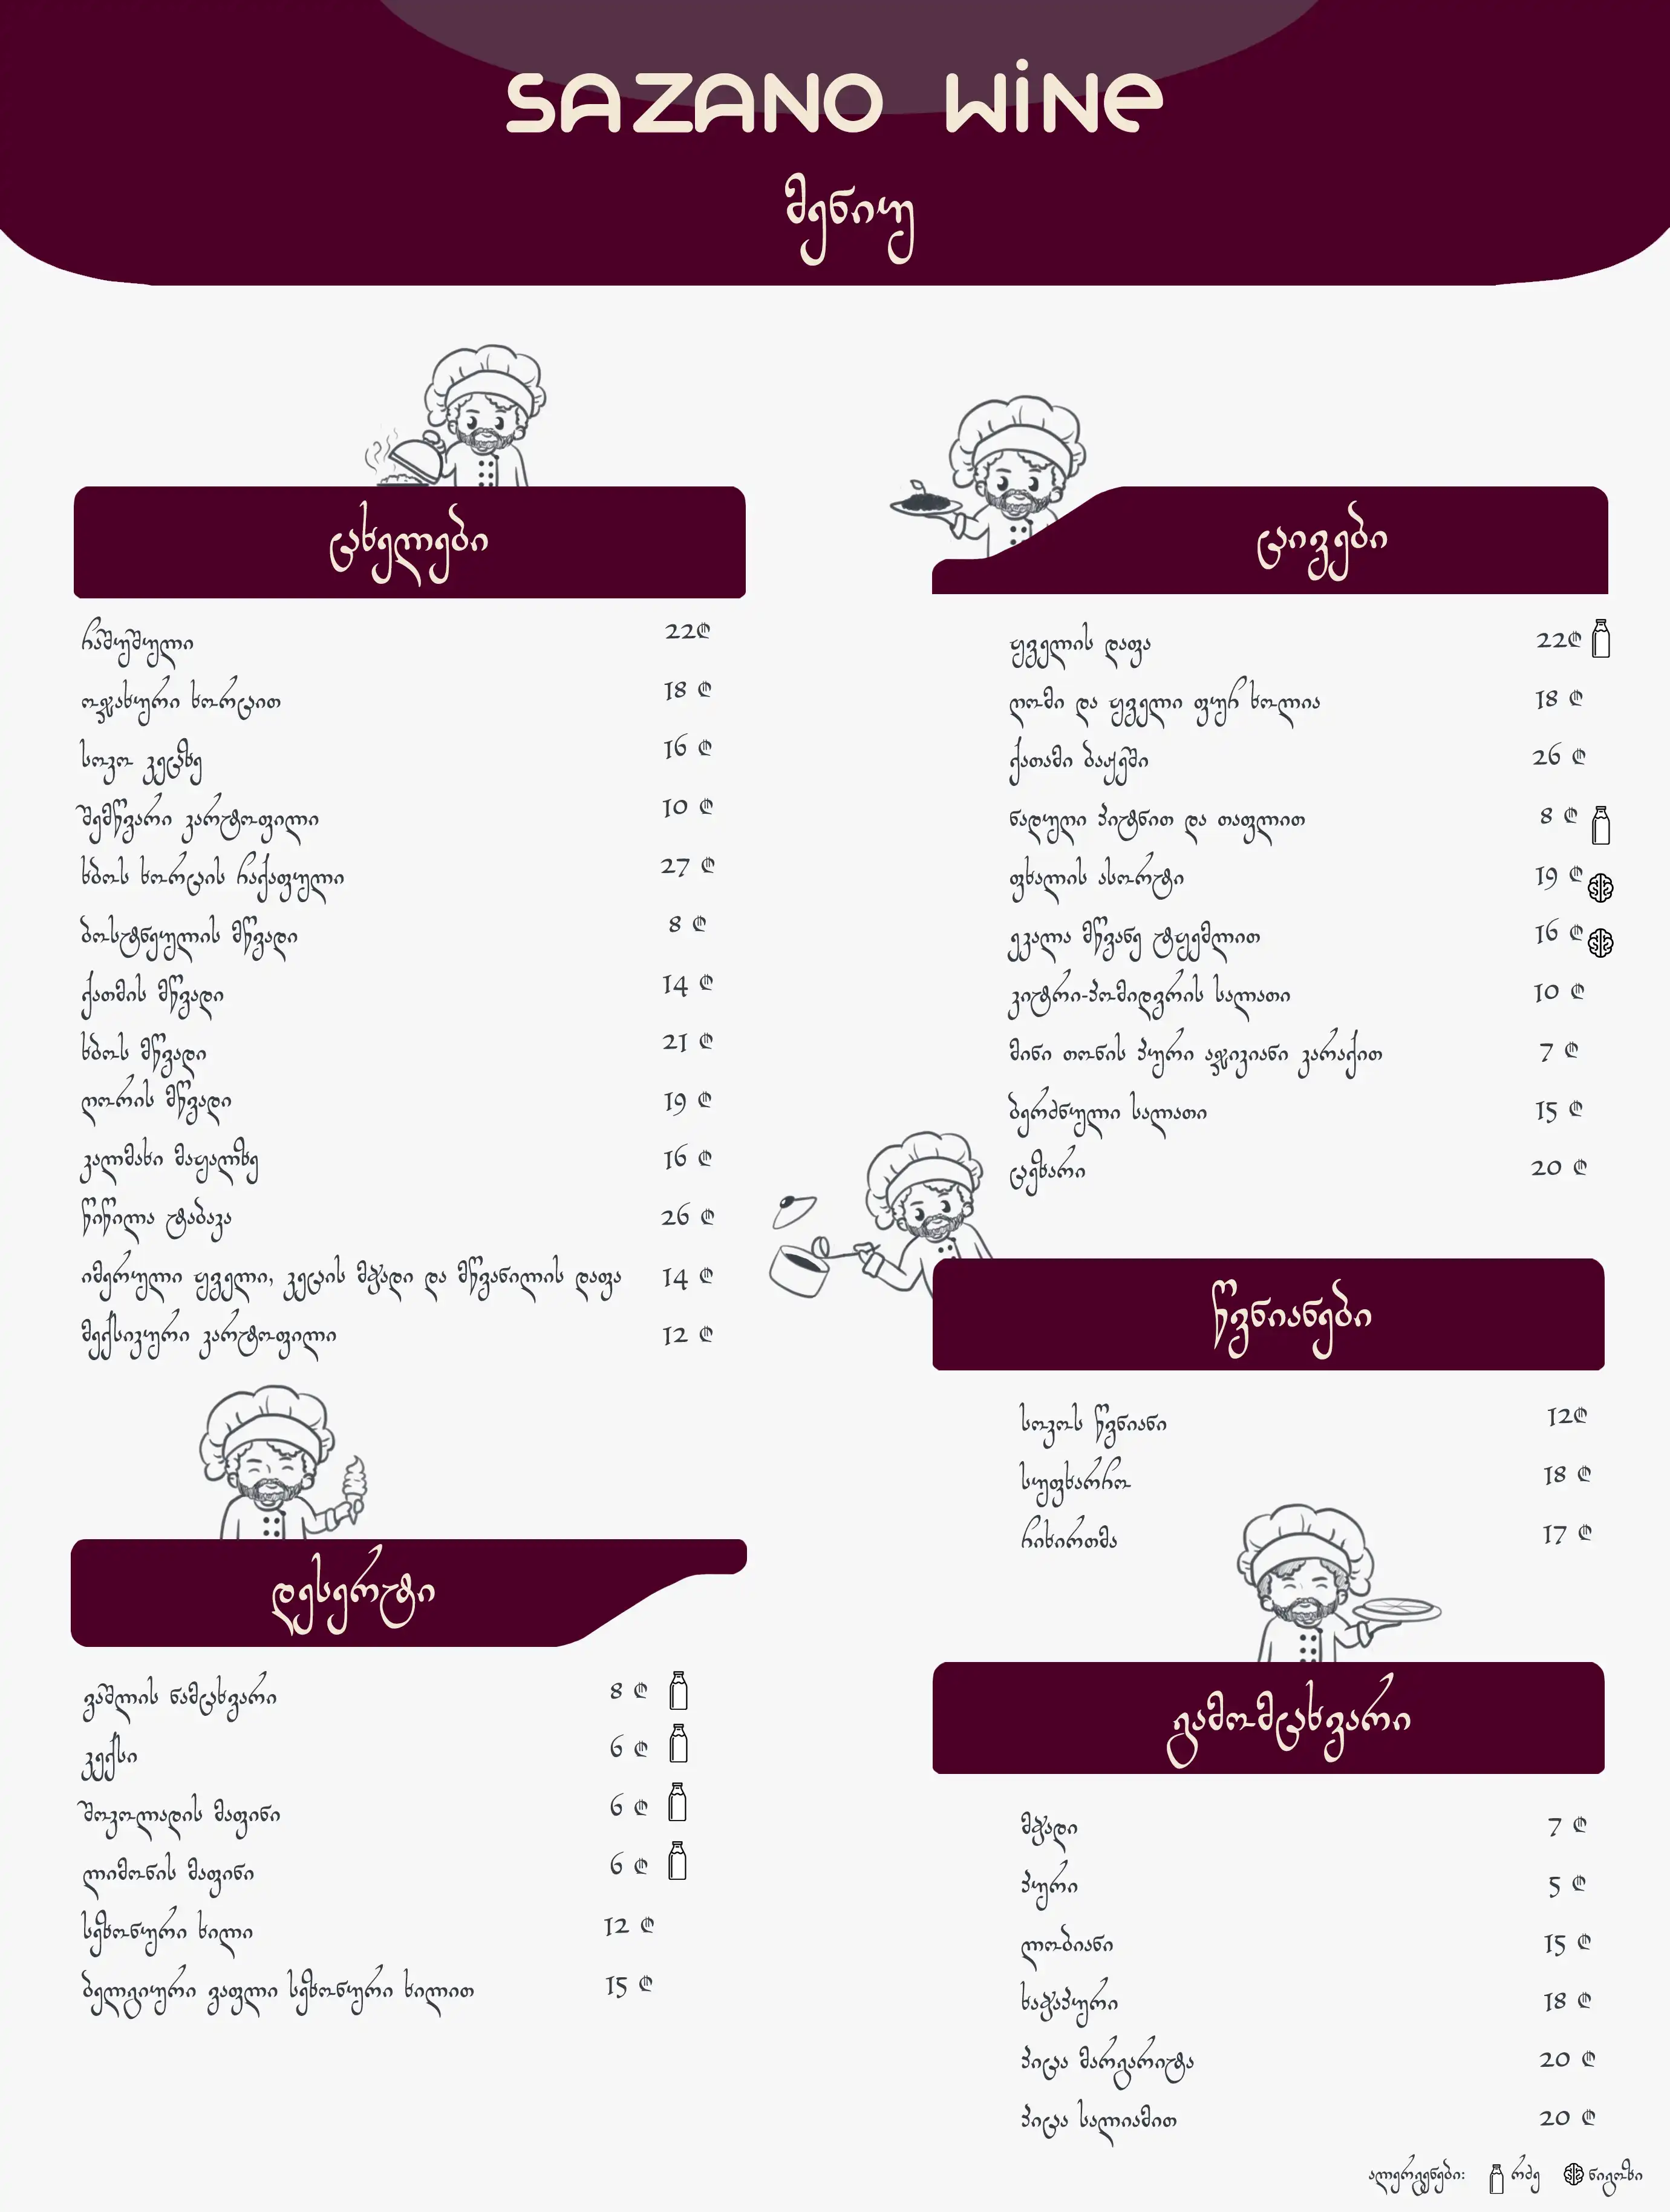 SAZANO WINE
მენიუ
ცხელები
ჩაშუშული 22₾
ოჯახური ხორცით 18 ₾
სოკო კეცზე 16 ₾
შემწვარი კარტოფილი 10 ₾
ხბოს ხორცის ჩაქაფული 27 ₾
ბოსტნეულის მწვადი 8 ₾
ქათმის მწვადი 14 ₾
ხბოს მწვადი 21 ₾
ღორის მწვადი 19 ₾
კალმახი მაყალზე 16 ₾
წიწილა ტაბაკა 26 ₾
იმერული ყველი, კეცის მჭადი და მწვანილის დაფა 14 ₾
მექსიკური კარტოფილი 12 ₾
დესერტი
ვაშლის ნამცხვარი 8 ₾
კექსი 6 ₾
შოკოლადის მაფინი 6 ₾
ლიმონის მაფინი 6 ₾
სეზონური ხილი 12 ₾
ბელგიური ვაფლი სეზონური ხილით 15 ₾
ცივები
ყველის დაფა 22₾
ღომი და ყველი ფურ ხოლია 18 ₾
ქათამი ბაჟეში 26 ₾
ნადუღი პიტნით და თაფლით 8 ₾
ფხალის ასორტი 19 ₾
ეკალა მწვანე ტყემლით 16 ₾
კიტრი-პომიდვრის სალათი 10 ₾
მინი თონის პური აჯიკიანი კარაქით 7 ₾
ბერძნული სალათი 15 ₾
ცეზარი 20 ₾
წვნიანები
სოკოს წვნიანი 12₾
სუფხარჩო 18 ₾
ჩიხირთმა 17 ₾
გამომცხვარი
მჭადი 7 ₾
პური 5 ₾
ლობიანი 15 ₾
ხაჭაპური 18 ₾
პიცა მარგარიტა 20 ₾
პიცა სალიამით 20 ₾
ალერგენები: რძე ნიგოზი